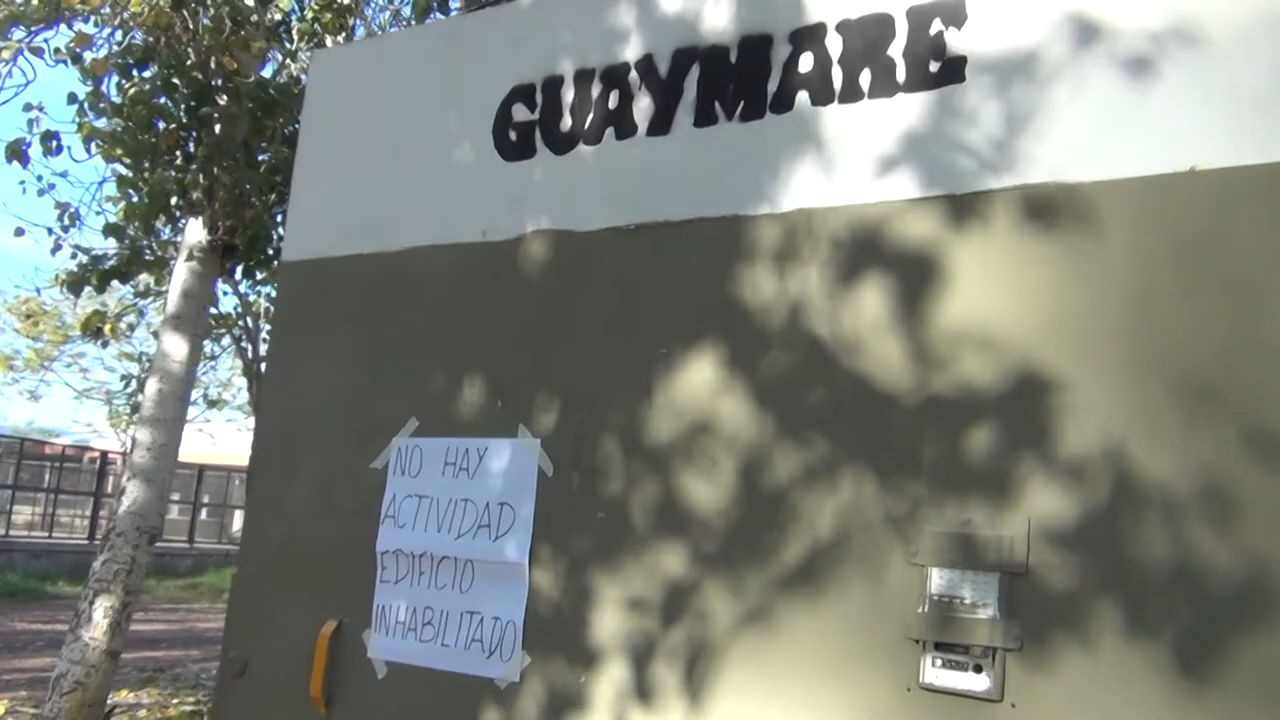 GUAYMARE
NO HAY
ACTIVIDAD
EDIFICIO
INHABILITADO